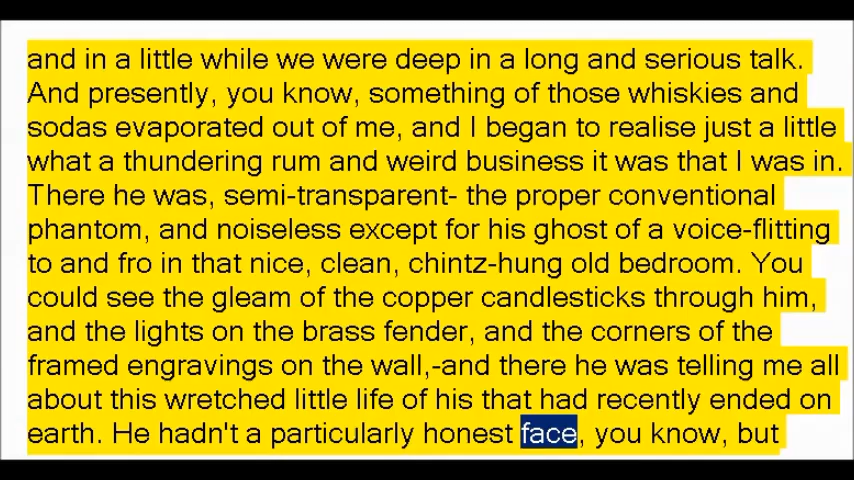 and in a little while we were deep in a long and serious talk.
And presently, you know, something of those whiskies and
sodas evaporated out of me, and I began to realise just a little
what a thundering rum and weird business it was that I was in.
There he was, semi-transparent- the proper conventional
phantom, and noiseless except for his ghost of a voice-flitting
to and fro in that nice, clean, chintz-hung old bedroom. You
could see the gleam of the copper candlesticks through him,
and the lights on the brass fender, and the corners of the
framed engravings on the wall,-and there he was telling me all
about this wretched little life of his that had recently ended on
earth. He hadn't a particularly honest face, you know, but